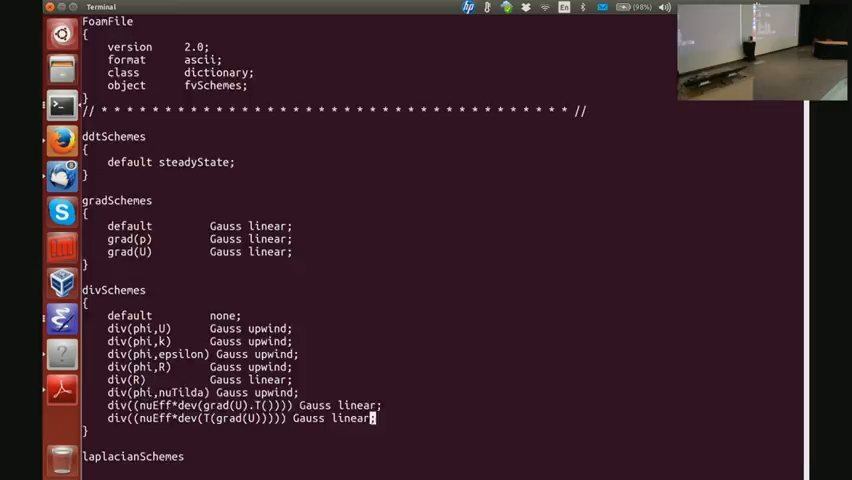 Terminal
En
(98%)
FoamFile
{
version 2.0;
format ascii;
class dictionary;
object fvSchemes;
}
// * * * * * * * * * * * * * * * * * * * * * * * * * * * * * * * * * * * * * //
ddtSchemes
{
default steadyState;
}
gradSchemes
{
default Gauss linear;
grad(p) Gauss linear;
grad(U) Gauss linear;
}
divSchemes
{
default none;
div(phi,U) Gauss upwind;
div(phi,k) Gauss upwind;
div(phi,epsilon) Gauss upwind;
div(phi,R) Gauss upwind;
div(R) Gauss linear;
div(phi,nuTilda) Gauss upwind;
div((nuEff*dev(grad(U).T()))) Gauss linear;
div((nuEff*dev(T(grad(U))))) Gauss linear;
}
laplacianSchemes